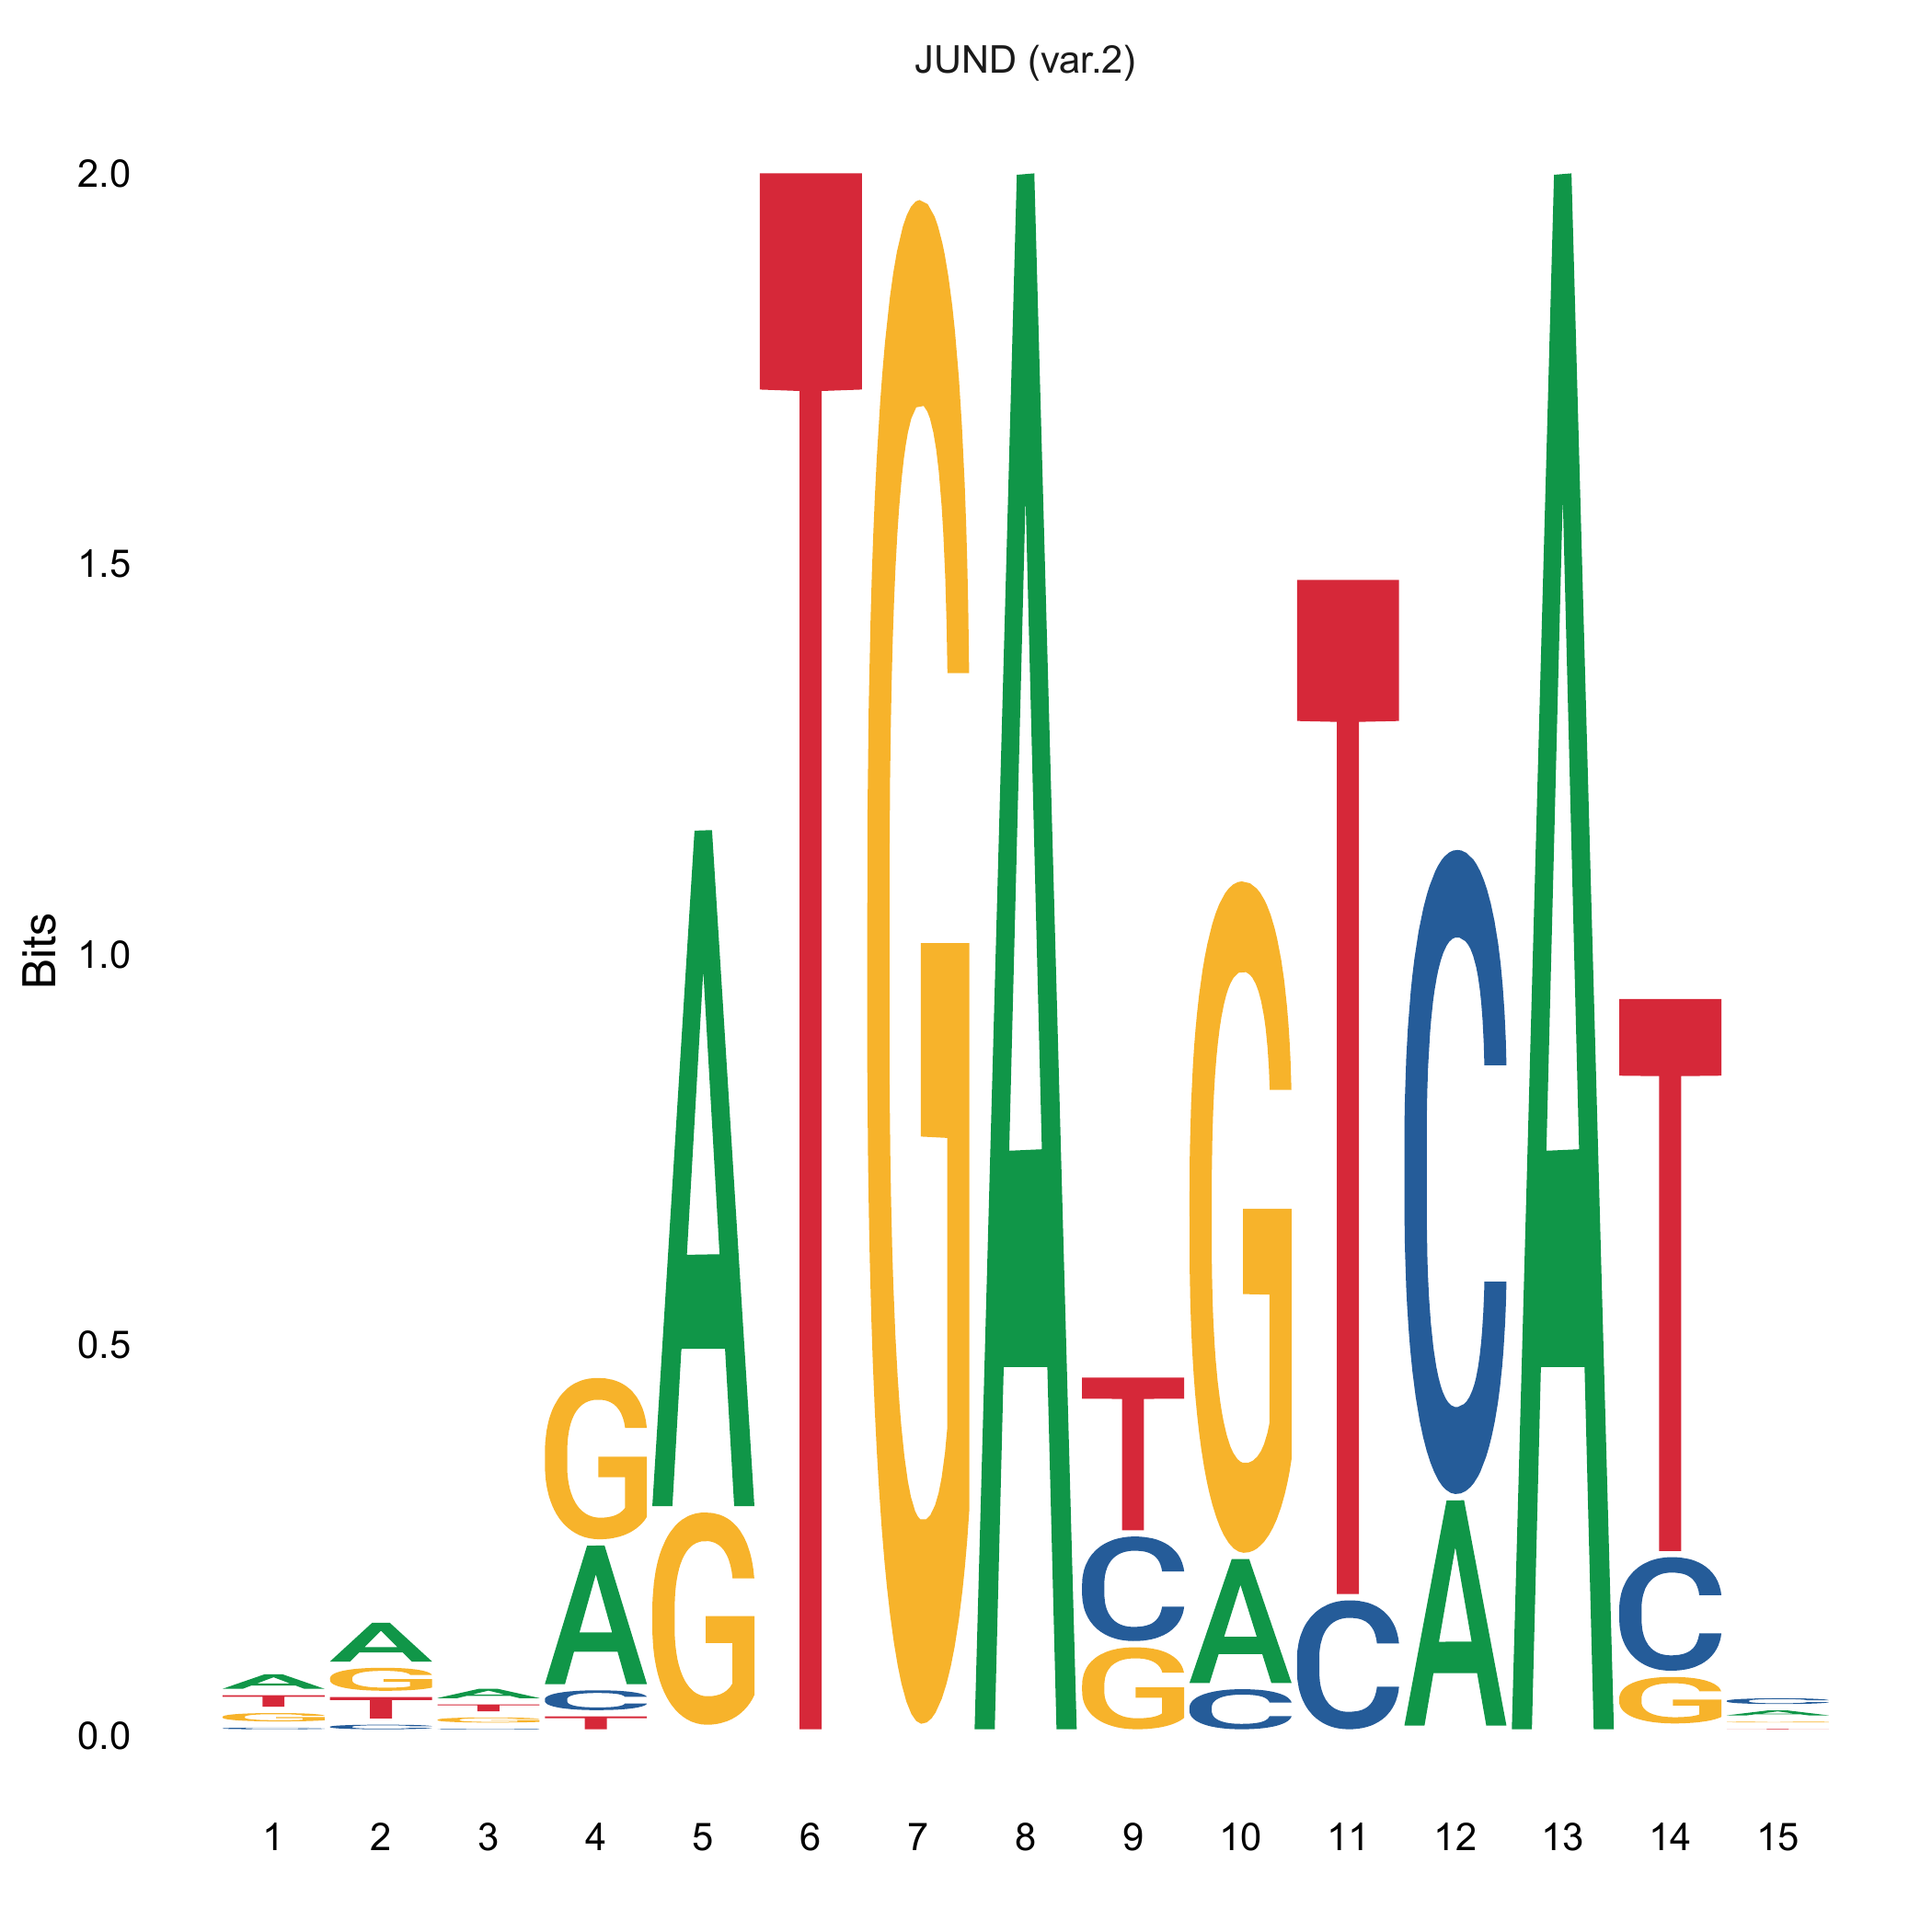 JUND (var.2)
2.0
1.5
1.0
0.5
0.0
Bits
A A A G A T G A T G T C A T C
T G T A G C A C A C A
G T G C G C G G
C C C T T
1 2 3 4 5 6 7 8 9 10 11 12 13 14 15